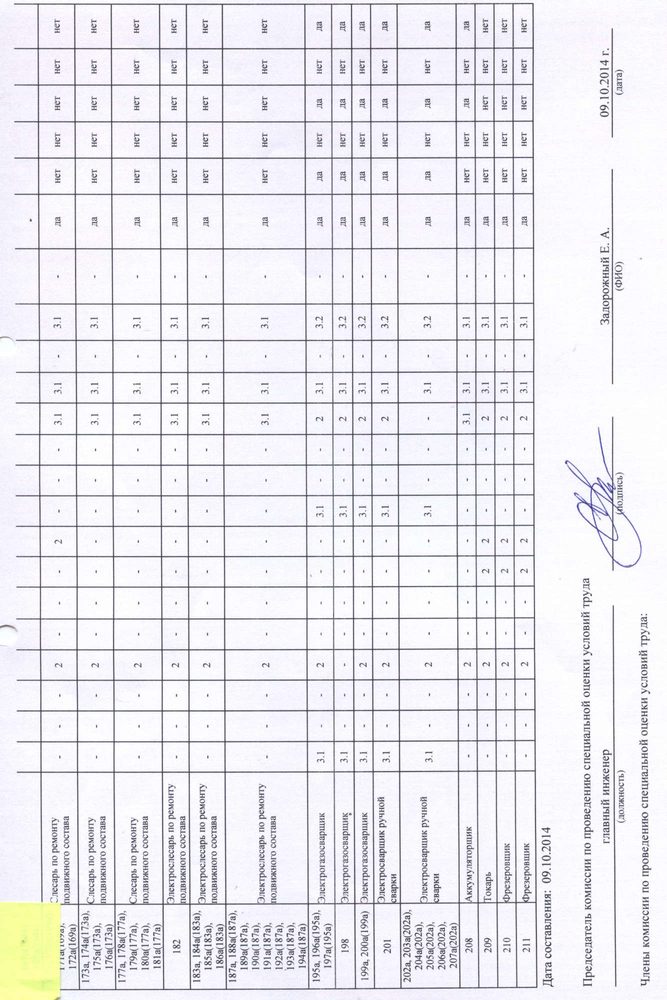 171а(169а), Слесарь по ремонту - - - 2 - - - 2 - - - 3.1 3.1 - 3.1 - да нет нет нет нет нет
172а(169а) подвижного состава
173а, 174а(173а), Слесарь по ремонту - - - 2 - - - - - - - 3.1 3.1 - 3.1 - да нет нет нет нет нет
175а(173а), подвижного состава
176а(173а)
177а, 178а(177а),
179а(177а), Слесарь по ремонту - - - 2 - - - - - - - 3.1 3.1 - 3.1 - да нет нет нет нет нет
180а(177а), подвижного состава
181а(177а)
182 Электрослесарь по ремонту - - - 2 - - - - - - - 3.1 3.1 - 3.1 - да нет нет нет нет нет
подвижного состава
183а, 184а(183а), Электрослесарь по ремонту - - - 2 - - - - - - - 3.1 3.1 - 3.1 - да нет нет нет нет нет
185а(183а), подвижного состава
186а(183а)
187а, 188а(187а),
189а(187а),
190а(187а),
191а(187а), Электрослесарь по ремонту - - - 2 - - - - - - - 3.1 3.1 - 3.1 - да нет нет нет нет нет
192а(187а), подвижного состава
193а(187а),
194а(187а)
195а, 196а(195а), Электрогазосварщик 3.1 - - 2 - - - - 3.1 - - 2 3.1 - 3.2 - да да нет да нет да
197а(195а)
198 Электрогазосварщик 3.1 - - - - - - - 3.1 - - 2 3.1 - 3.2 - да да нет да нет да
199а, 200а(199а) Электрогазосварщик 3.1 - - 2 - - - - 3.1 - - 2 3.1 - 3.2 - да да нет да нет да
201 Электросварщик ручной 3.1 - - 2 - - - - 3.1 - - 2 3.1 - 3.2 - да да нет да нет да
сварки
202а, 203а(202а),
204а(202а), Электросварщик ручной 3.1 - - 2 - - - - 3.1 - - - 3.1 - 3.2 - да да нет да нет да
205а(202а), сварки
206а(202а),
207а(202а)
208 Аккумуляторщик - - - 2 - - - - - - - 3.1 3.1 - 3.1 - да нет нет да нет да
209 Токарь - - - 2 - - 2 2 - - - 2 3.1 - 3.1 - да нет нет нет нет нет
210 Фрезеровщик - - - 2 - - 2 2 - - - 2 3.1 - 3.1 - да нет нет нет нет нет
211 Фрезеровщик - - - 2 - - 2 2 - - - 2 3.1 - 3.1 - да нет нет нет нет нет
Дата составления: 09.10.2014
Председатель комиссии по проведению специальной оценки условий труда
главный инженер Задорожный Е. А. 09.10.2014 г.
(должность) (подпись) (ФИО) (дата)
Члены комиссии по проведению специальной оценки условий труда: